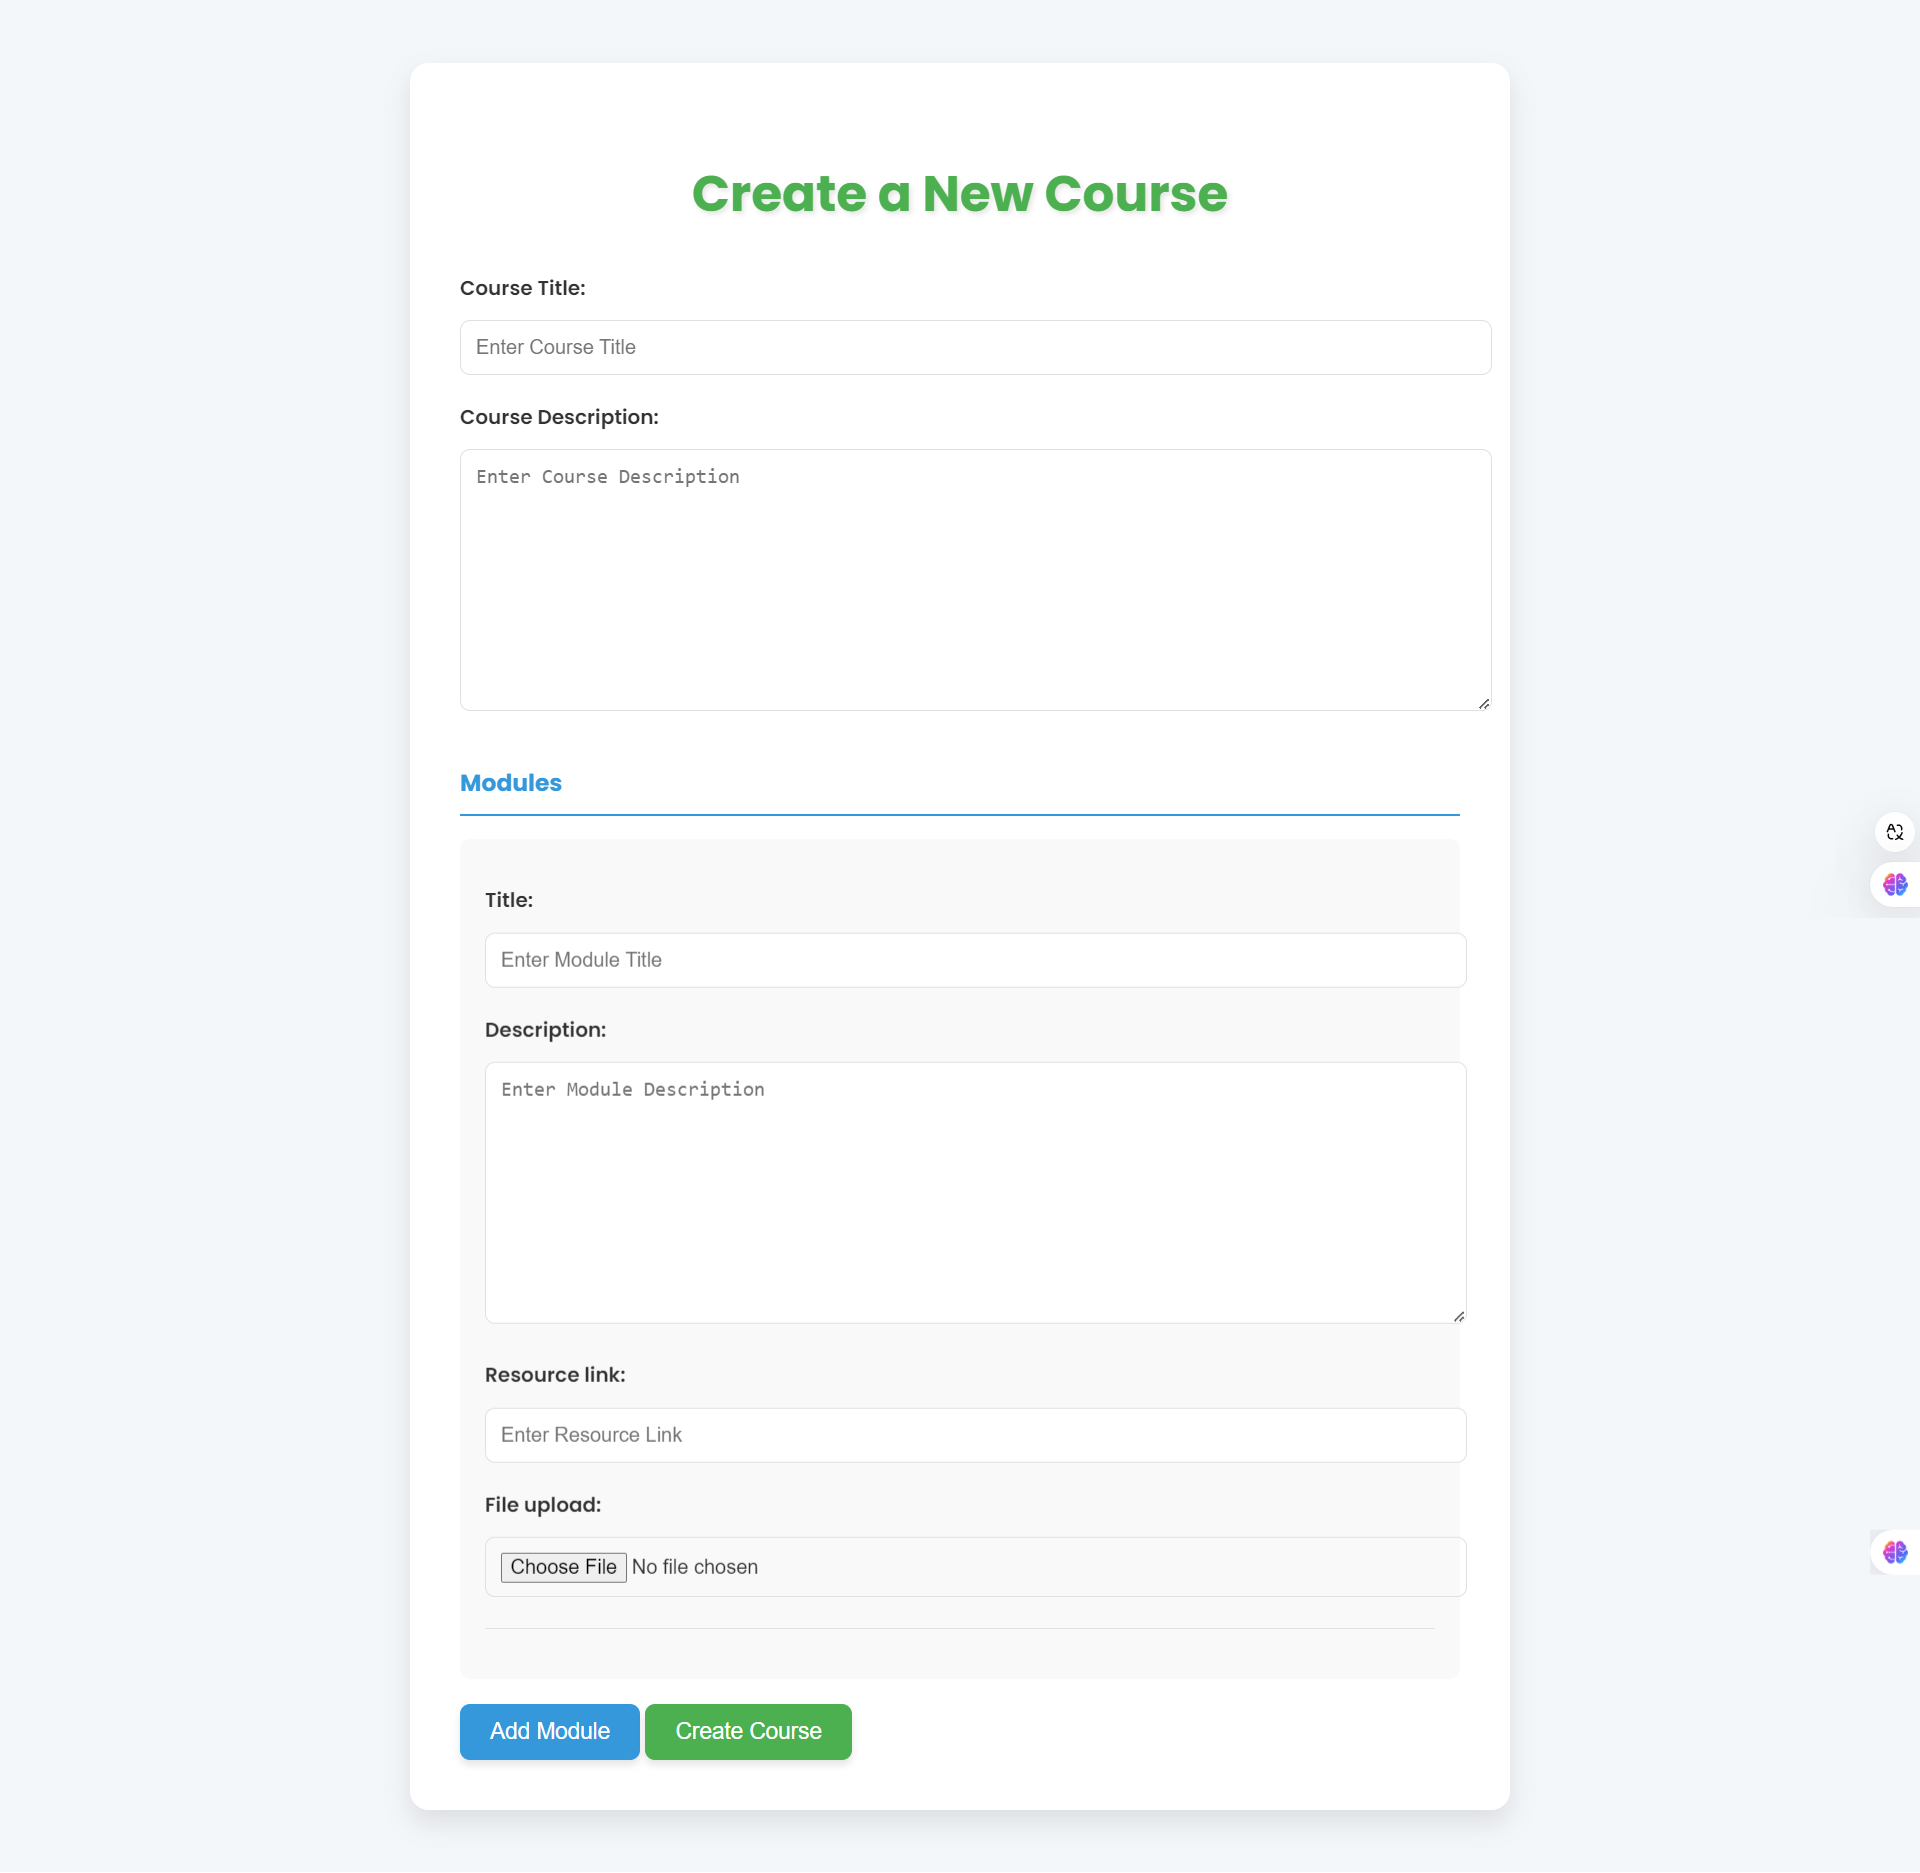 Create a New Course
Course Title:
Enter Course Title
Course Description:
Enter Course Description
Modules
Title:
Enter Module Title
Description:
Enter Module Description
Resource link:
Enter Resource Link
File upload:
Choose File No file chosen
Add Module Create Course